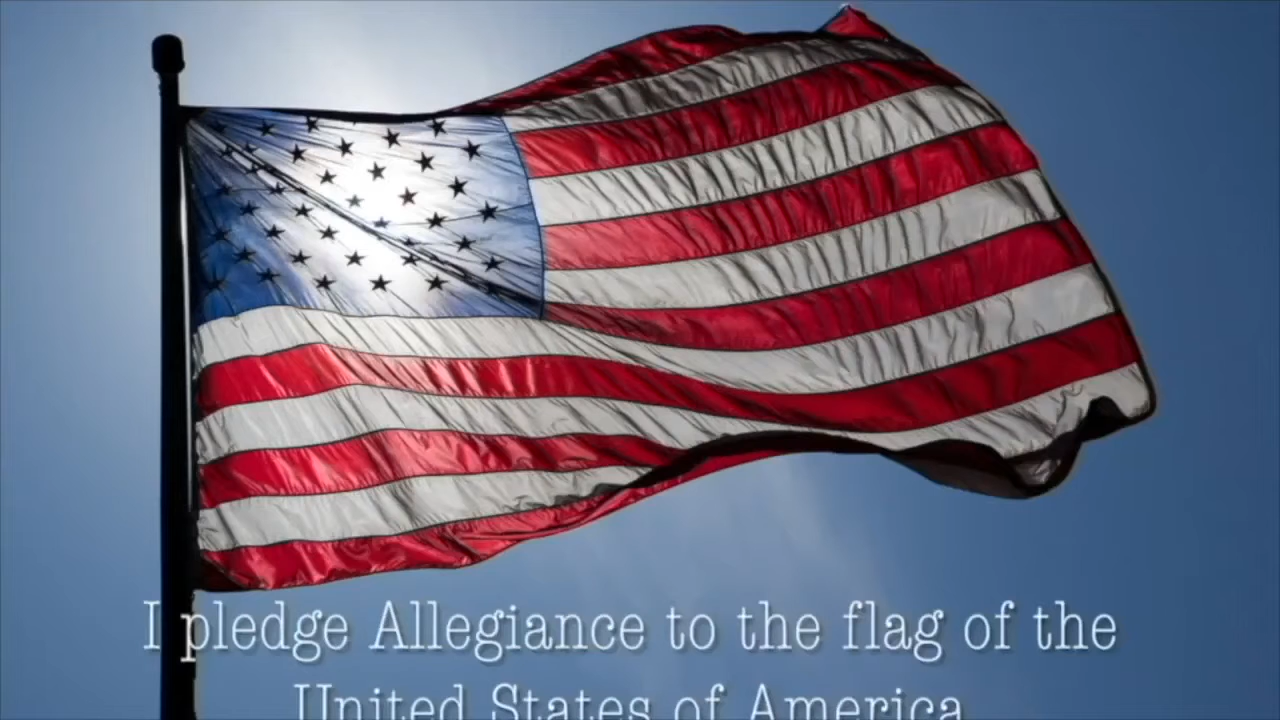 I pledge Allegiance to the flag of the
United States of America